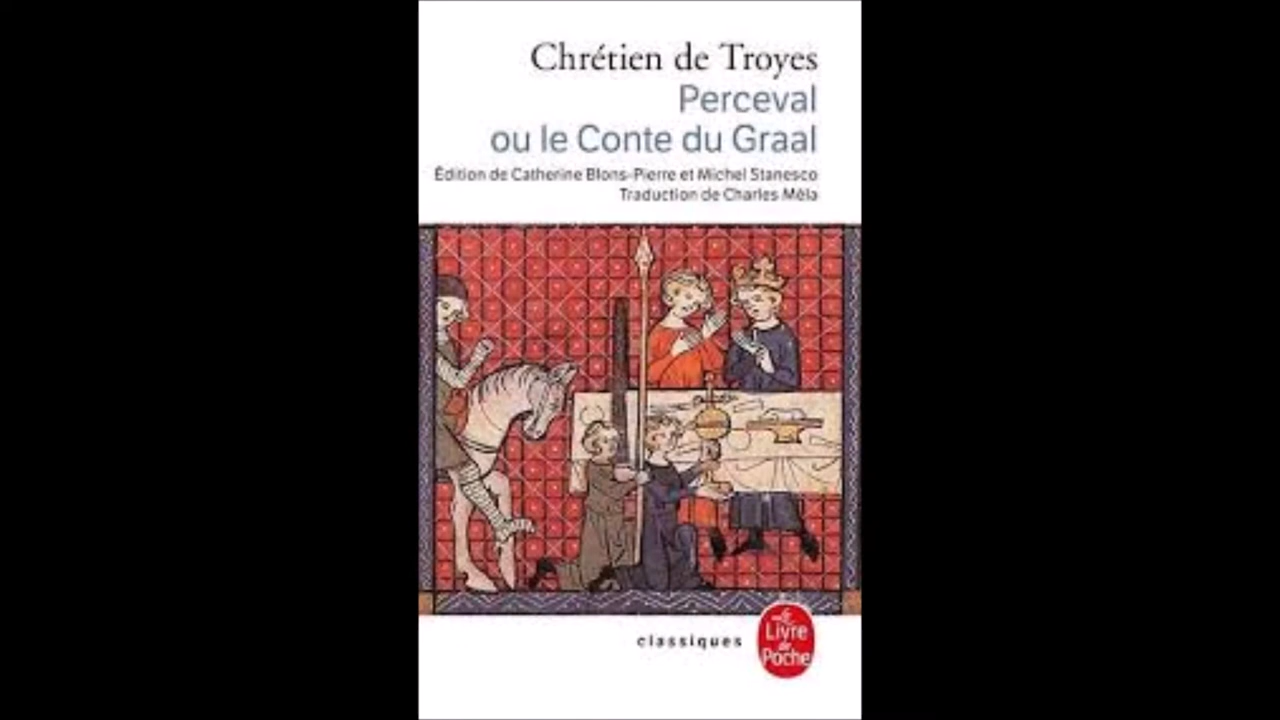 Chrétien de Troyes
Perceval
ou le Conte du Graal
Édition de Catherine Blons-Pierre et Michel Stanesco
Traduction de Charles Méla
classiques
Le
Livre
de
Poche